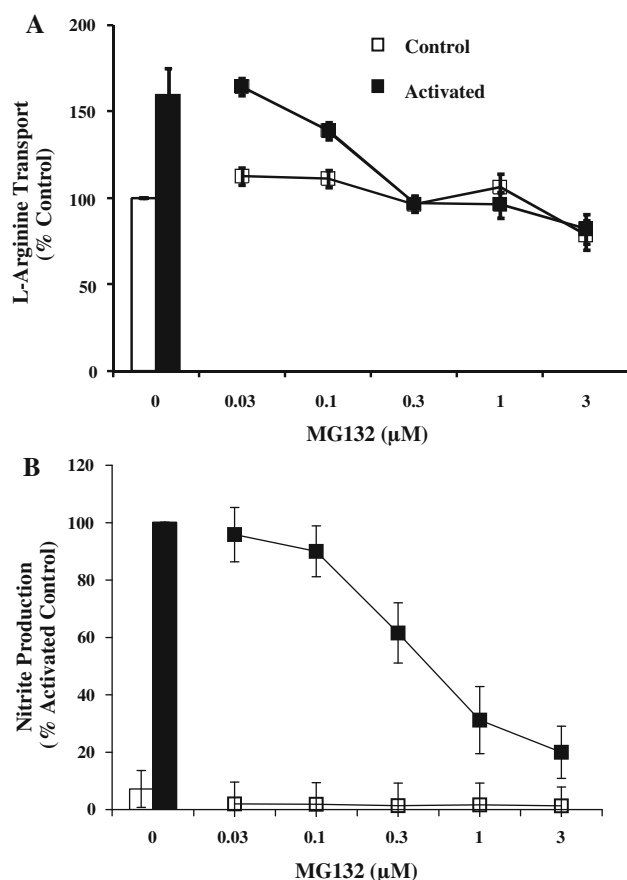 A
L-Arginine Transport
(% Control)
200
150
100
50
0
Control
Activated
0 0.03 0.1 0.3 1 3
MG132 (μM)
B
Nitrite Production
(% Activated Control)
120
100
80
60
40
20
0
0 0.03 0.1 0.3 1 3
MG132 (μM)